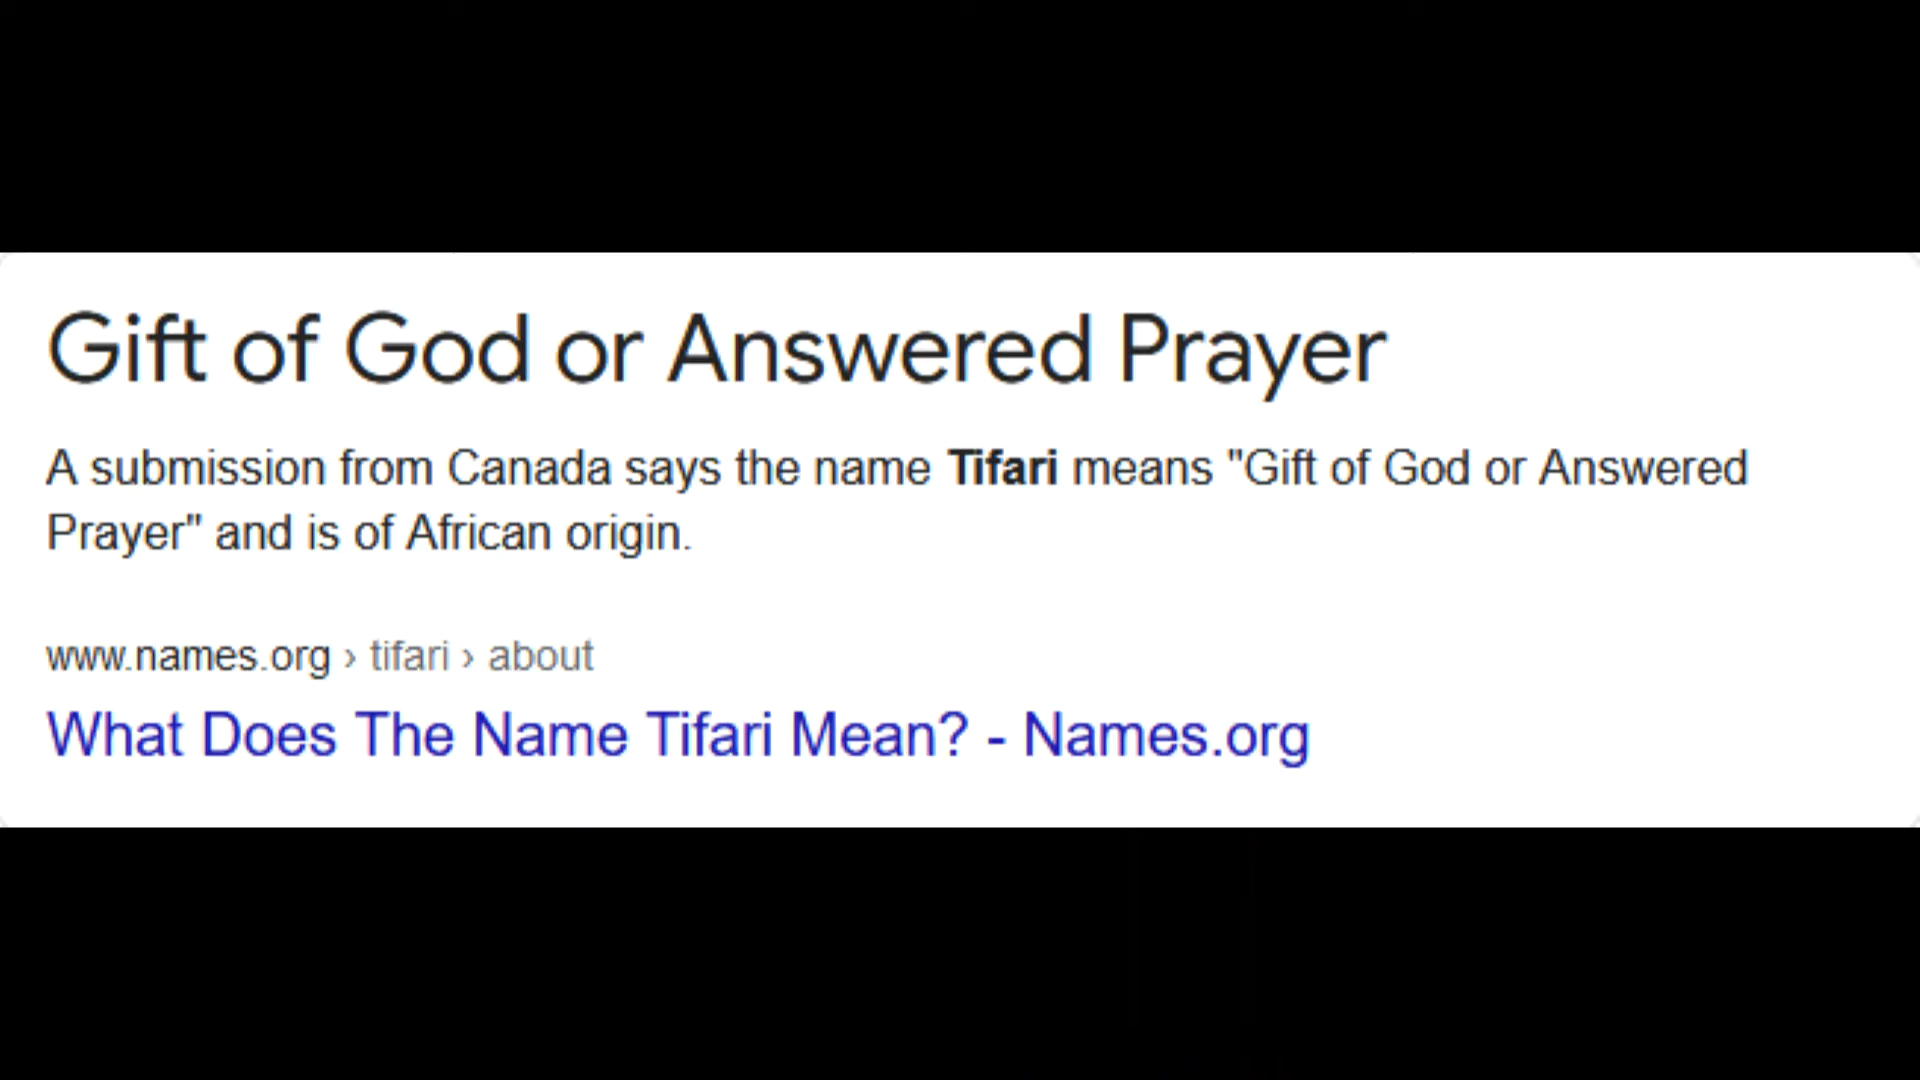 Gift of God or Answered Prayer
A submission from Canada says the name Tifari means "Gift of God or Answered
Prayer" and is of African origin.
www.names.org › tifari › about
What Does The Name Tifari Mean? - Names.org